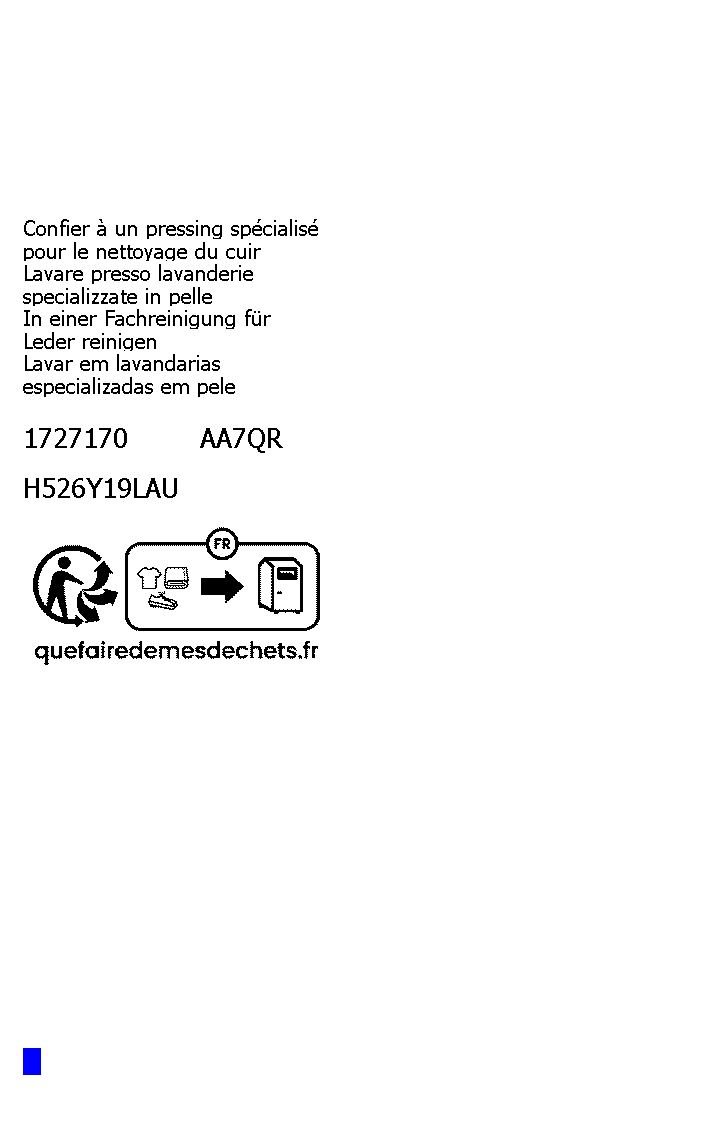 Confier à un pressing spécialisé
pour le nettoyage du cuir
Lavare presso lavanderie
specializzate in pelle
In einer Fachreinigung für
Leder reinigen
Lavar em lavandarias
especializadas em pele
1727170 AA7QR
H526Y19LAU
FR
quefairedemesdechets.fr